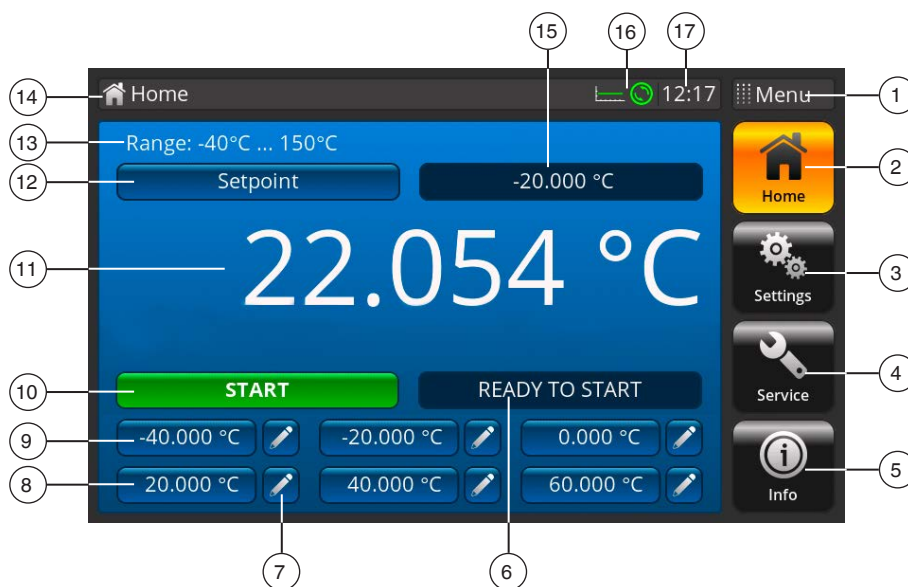 15 16 17
14 Home 12:17 Menu 1
13 Range: -40°C ... 150°C
12 Setpoint -20.000 °C
Home 2
11 22.054 °C
Settings 3
10 START READY TO START
Service 4
9 -40.000 °C -20.000 °C 0.000 °C
8 20.000 °C 40.000 °C 60.000 °C
Info 5
7 6